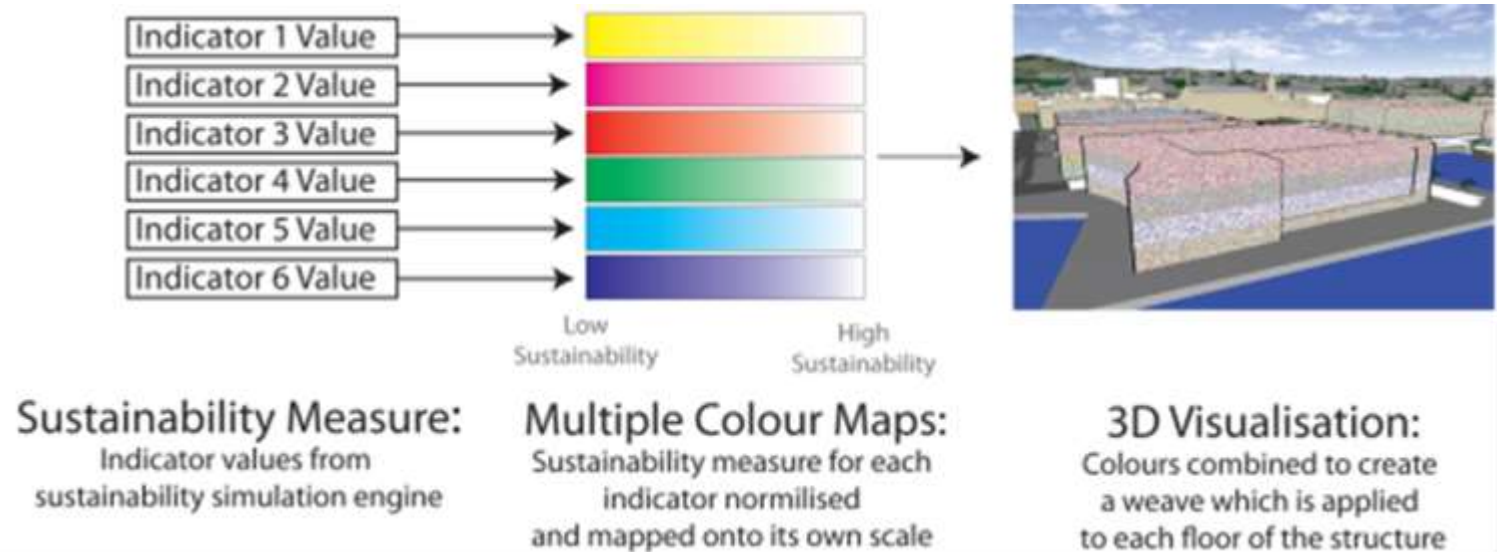 Indicator 1 Value
Indicator 2 Value
Indicator 3 Value
Indicator 4 Value
Indicator 5 Value
Indicator 6 Value
Low
Sustainability
High
Sustainability
Sustainability Measure:
Indicator values from
sustainability simulation engine
Multiple Colour Maps:
Sustainability measure for each
indicator normilised
and mapped onto its own scale
3D Visualisation:
Colours combined to create
a weave which is applied
to each floor of the structure